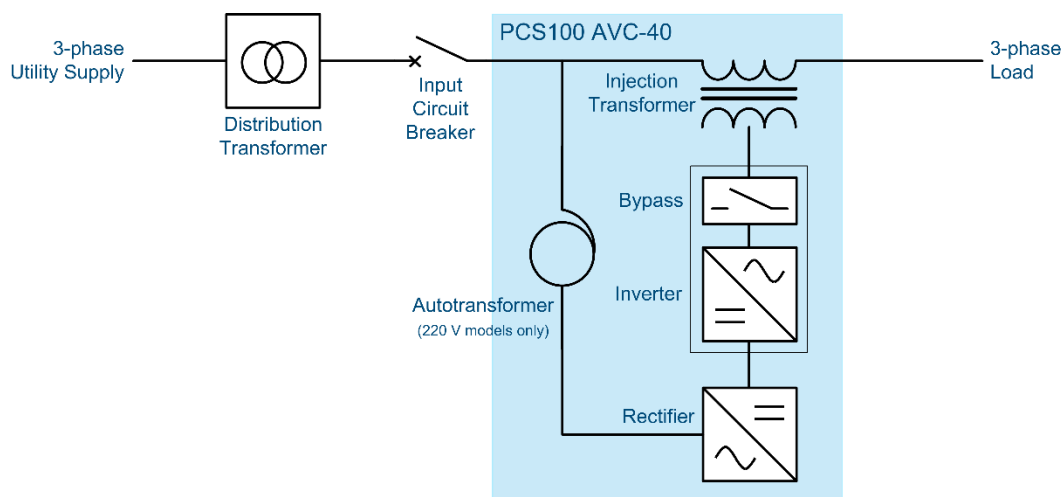 PCS100 AVC-40
3-phase
Utility Supply
Distribution
Transformer
Input
Circuit
Breaker
Injection
Transformer
3-phase
Load
Bypass
Inverter
Autotransformer
(220 V models only)
Rectifier